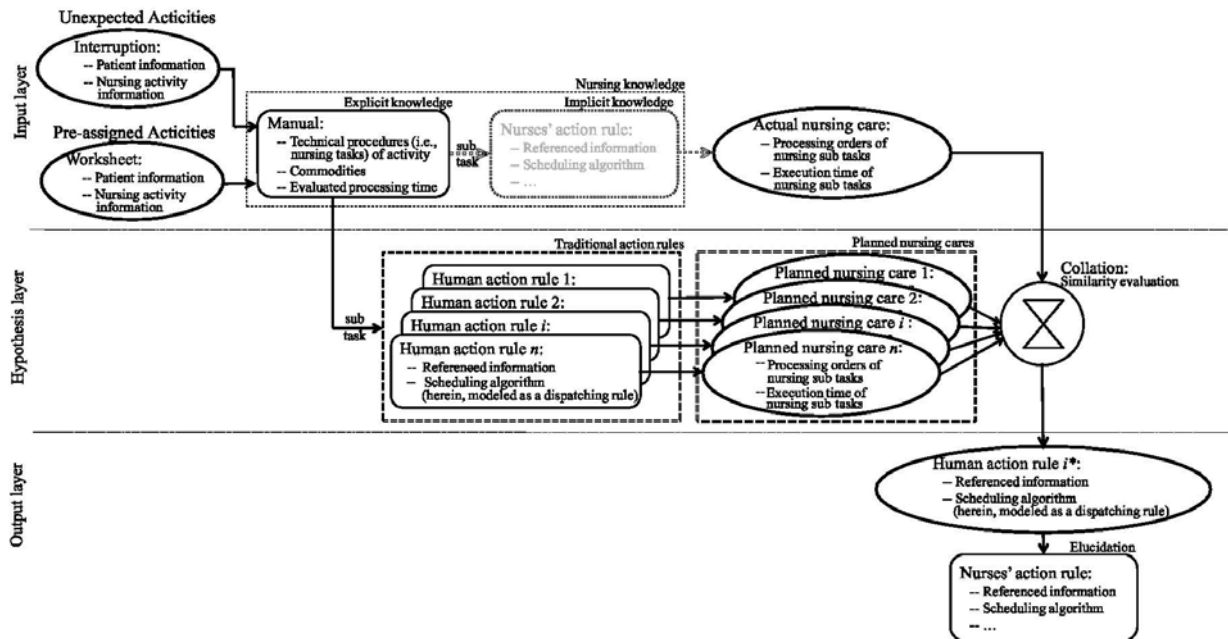 Unexpected Acticities
Interruption:
-- Patient information
-- Nursing activity
information
Pre-assigned Acticities
Worksheet:
-- Patient information
-- Nursing activity
information
Input layer
Nursing knowledge
Explicit knowledge
Manual:
-- Technical procedures (i.e.,
nursing tasks) of activity
-- Commodities
-- Evaluated processing time
sub
task
Implicit knowledge
Nurses' action rule:
-- Referenced information
-- Scheduling algorithm
-- ...
Actual nursing care:
-- Processing orders of
nursing sub tasks
-- Execution time of
nursing sub tasks
Hypothesis layer
sub
task
Traditional action rules
Human action rule 1:
Human action rule 2:
Human action rule i:
Human action rule n:
-- Referenced information
-- Scheduling algorithm
(herein, modeled as a dispatching rule)
Planned nursing cares
Planned nursing care 1:
Planned nursing care 2:
Planned nursing care i :
Planned nursing care n:
-- Processing orders of
nursing sub tasks
-- Execution time of
nursing sub tasks
Collation:
Similarity evaluation
Output layer
Human action rule i*:
-- Referenced information
-- Scheduling algorithm
(herein, modeled as a dispatching rule)
Elucidation
Nurses' action rule:
-- Referenced information
-- Scheduling algorithm
-- ...